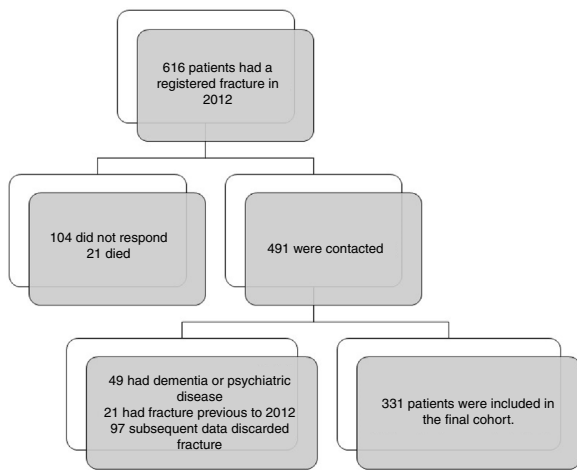 616 patients had a
registered fracture in
2012
104 did not respond
21 died
491 were contacted
49 had dementia or psychiatric
disease
21 had fracture previous to 2012
97 subsequent data discarded
fracture
331 patients were included in
the final cohort.